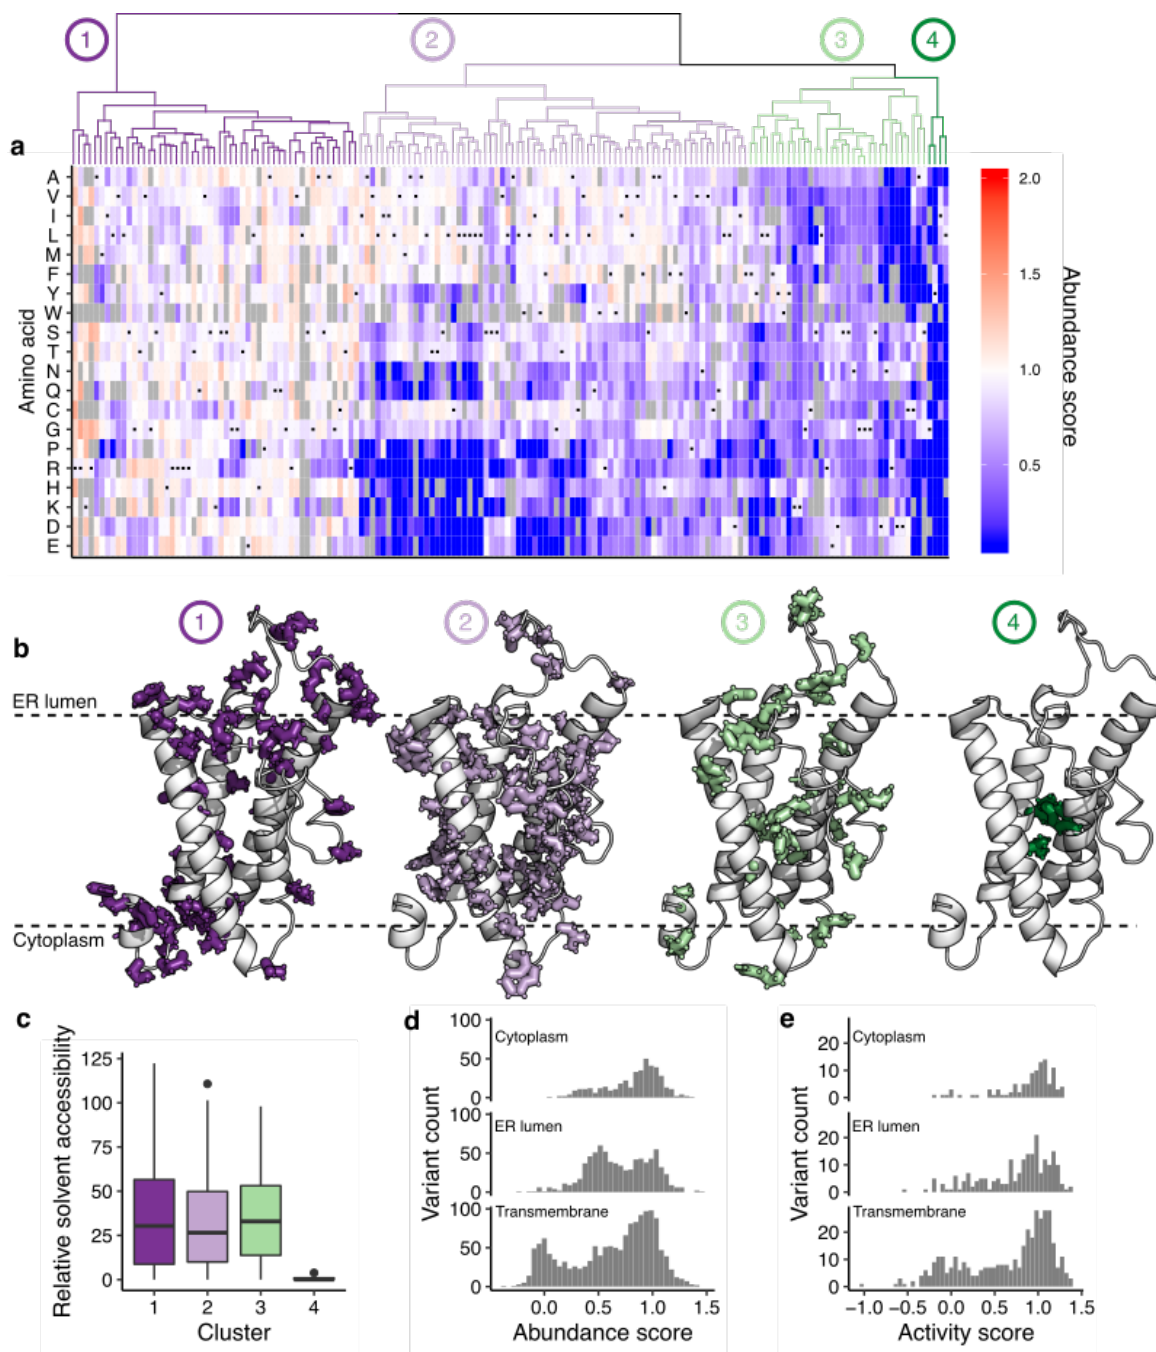 1
2
3
4
a
A
V
I
L
M
F
Y
W
S
T
N
Q
C
G
P
R
H
K
D
E
Amino acid
2.0
1.5
1.0
0.5
Abundance score
b
1
2
3
4
ER lumen
Cytoplasm
c
Relative solvent accessibility
125
100
75
50
25
0
1
2
3
4
Cluster
d
Variant count
100
50
0
Cytoplasm
100
50
0
ER lumen
100
50
0
Transmembrane
0.0
0.5
1.0
1.5
Abundance score
e
Variant count
20
10
0
Cytoplasm
20
10
0
ER lumen
20
10
0
Transmembrane
−1.0
−0.5
0.0
0.5
1.0
1.5
Activity score